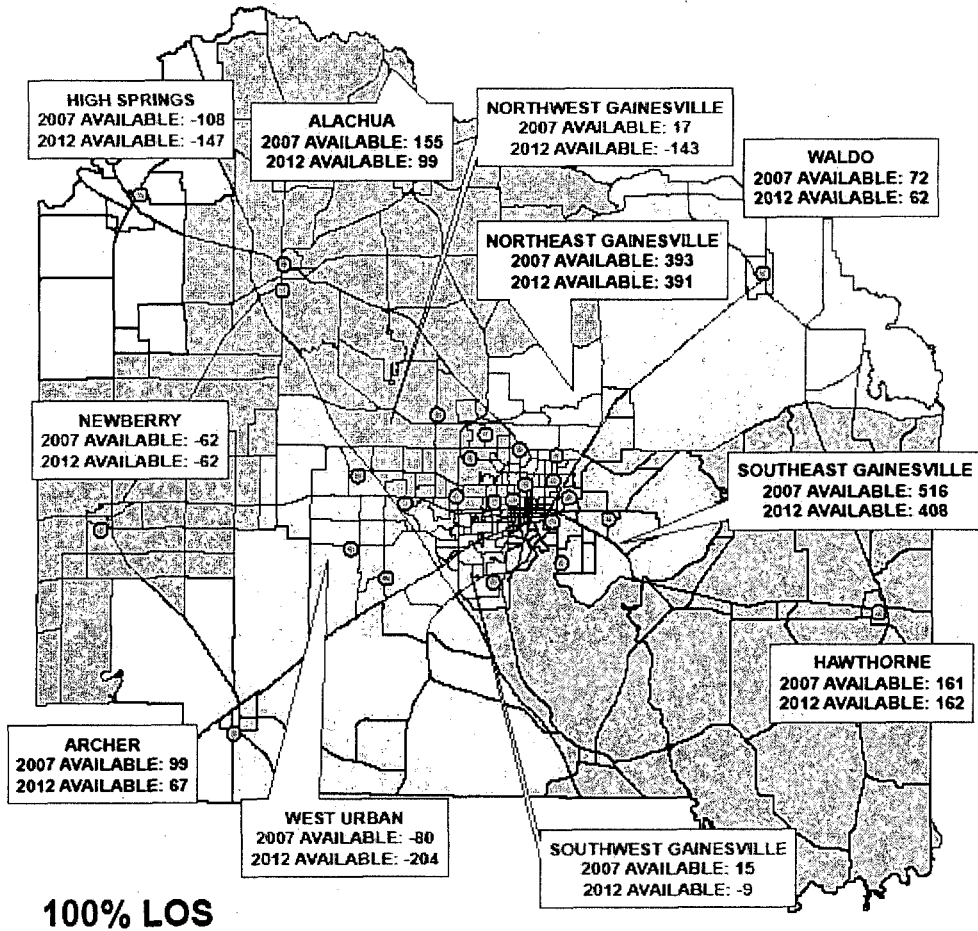 HIGH SPRINGS
2007 AVAILABLE: -108
2012 AVAILABLE: -147
ALACHUA
2007 AVAILABLE: 155
2012 AVAILABLE: 99
NORTHWEST GAINESVILLE
2007 AVAILABLE: 17
2012 AVAILABLE: -143
WALDO
2007 AVAILABLE: 72
2012 AVAILABLE: 62
NORTHEAST GAINESVILLE
2007 AVAILABLE: 393
2012 AVAILABLE: 391
NEWBERRY
2007 AVAILABLE: -62
2012 AVAILABLE: -62
SOUTHEAST GAINESVILLE
2007 AVAILABLE: 516
2012 AVAILABLE: 408
HAWTHORNE
2007 AVAILABLE: 161
2012 AVAILABLE: 162
ARCHER
2007 AVAILABLE: 99
2012 AVAILABLE: 67
WEST URBAN
2007 AVAILABLE: -80
2012 AVAILABLE: -204
SOUTHWEST GAINESVILLE
2007 AVAILABLE: 15
2012 AVAILABLE: -9
100% LOS